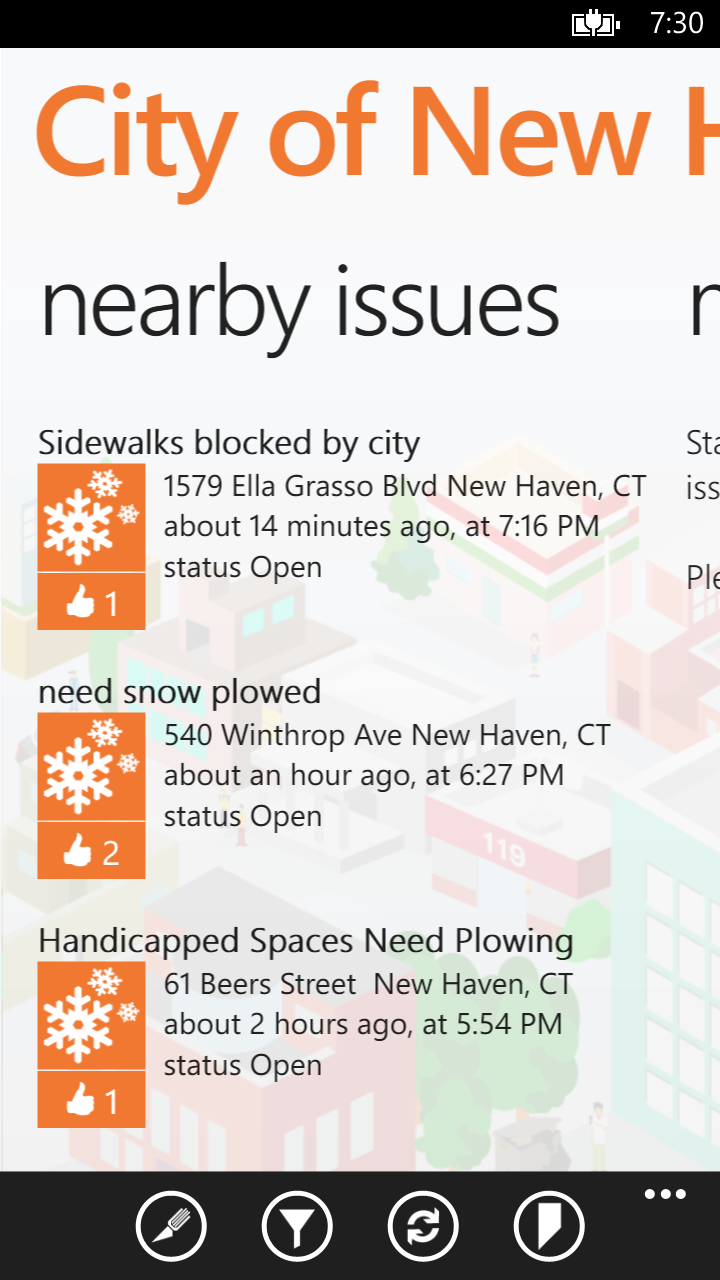 7:30
City of New H
nearby issues
Sidewalks blocked by city
1579 Ella Grasso Blvd New Haven, CT
about 14 minutes ago, at 7:16 PM
status Open
1
need snow plowed
540 Winthrop Ave New Haven, CT
about an hour ago, at 6:27 PM
status Open
2
119
Handicapped Spaces Need Plowing
61 Beers Street  New Haven, CT
about 2 hours ago, at 5:54 PM
status Open
1